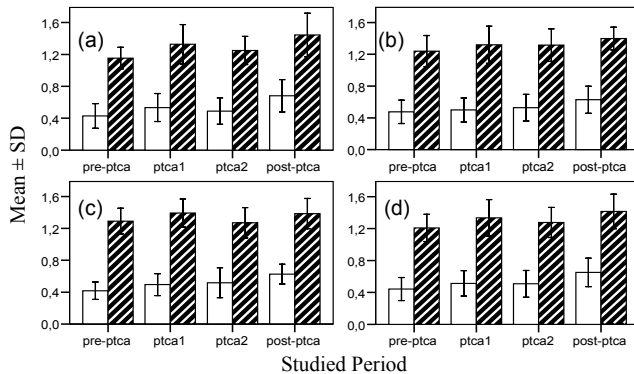 Mean ± SD
1,6
1,2
0,8
0,4
0,0
(a)
pre-ptca ptca1 ptca2 post-ptca
1,6
1,2
0,8
0,4
0,0
(b)
pre-ptca ptca1 ptca2 post-ptca
1,6
1,2
0,8
0,4
0,0
(c)
pre-ptca ptca1 ptca2 post-ptca
1,6
1,2
0,8
0,4
0,0
(d)
pre-ptca ptca1 ptca2 post-ptca
Studied Period